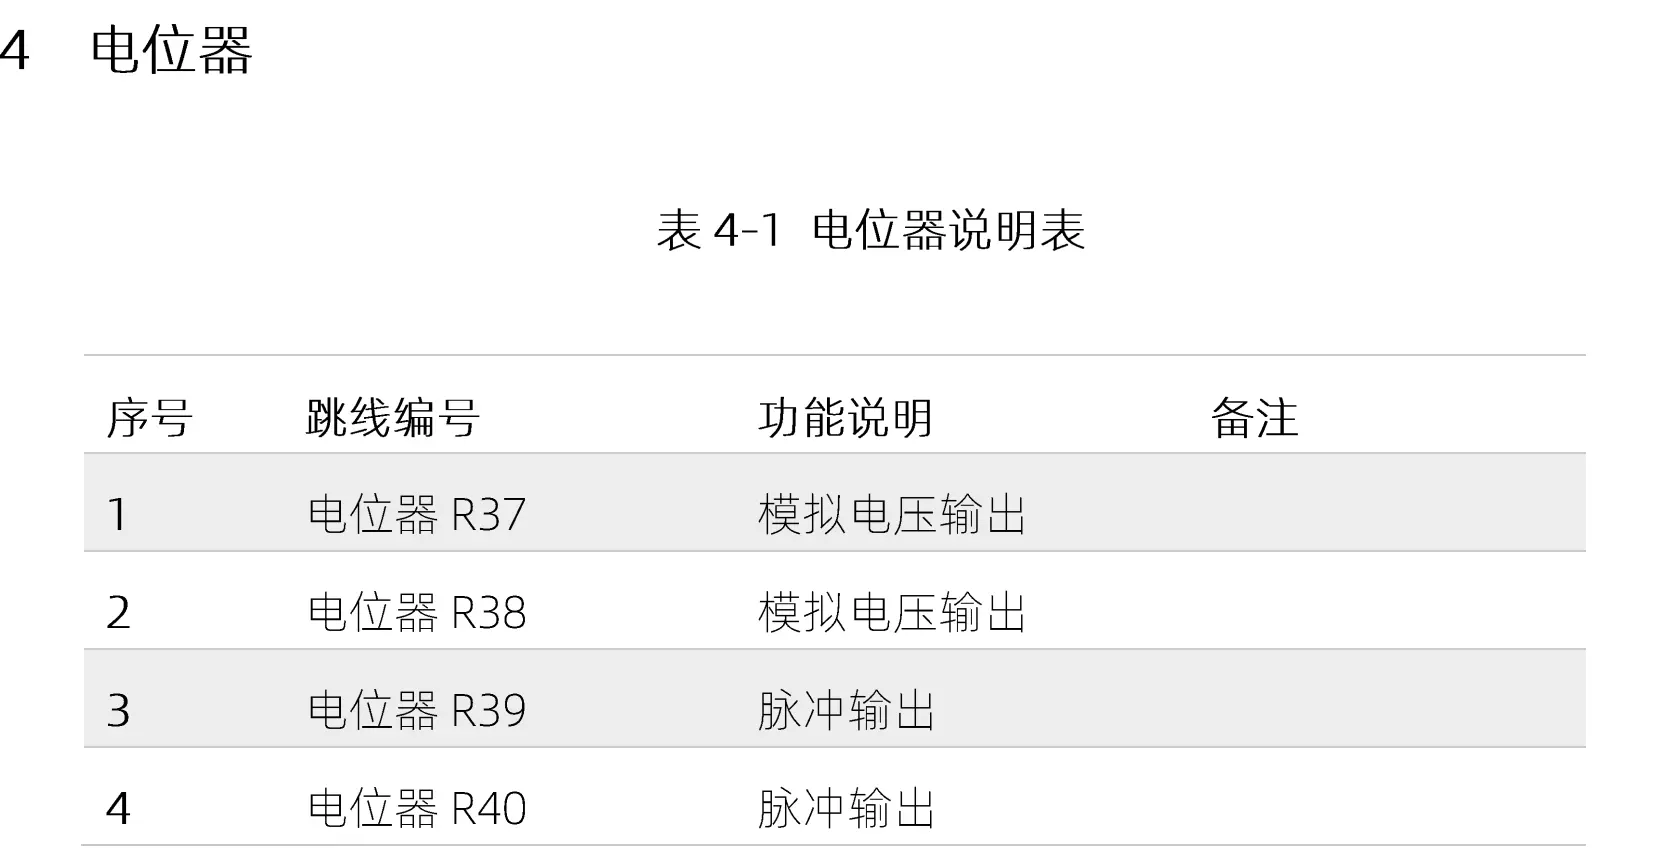 4 电位器
表 4-1 电位器说明表
序号 跳线编号 功能说明 备注
1 电位器 R37 模拟电压输出
2 电位器 R38 模拟电压输出
3 电位器 R39 脉冲输出
4 电位器 R40 脉冲输出